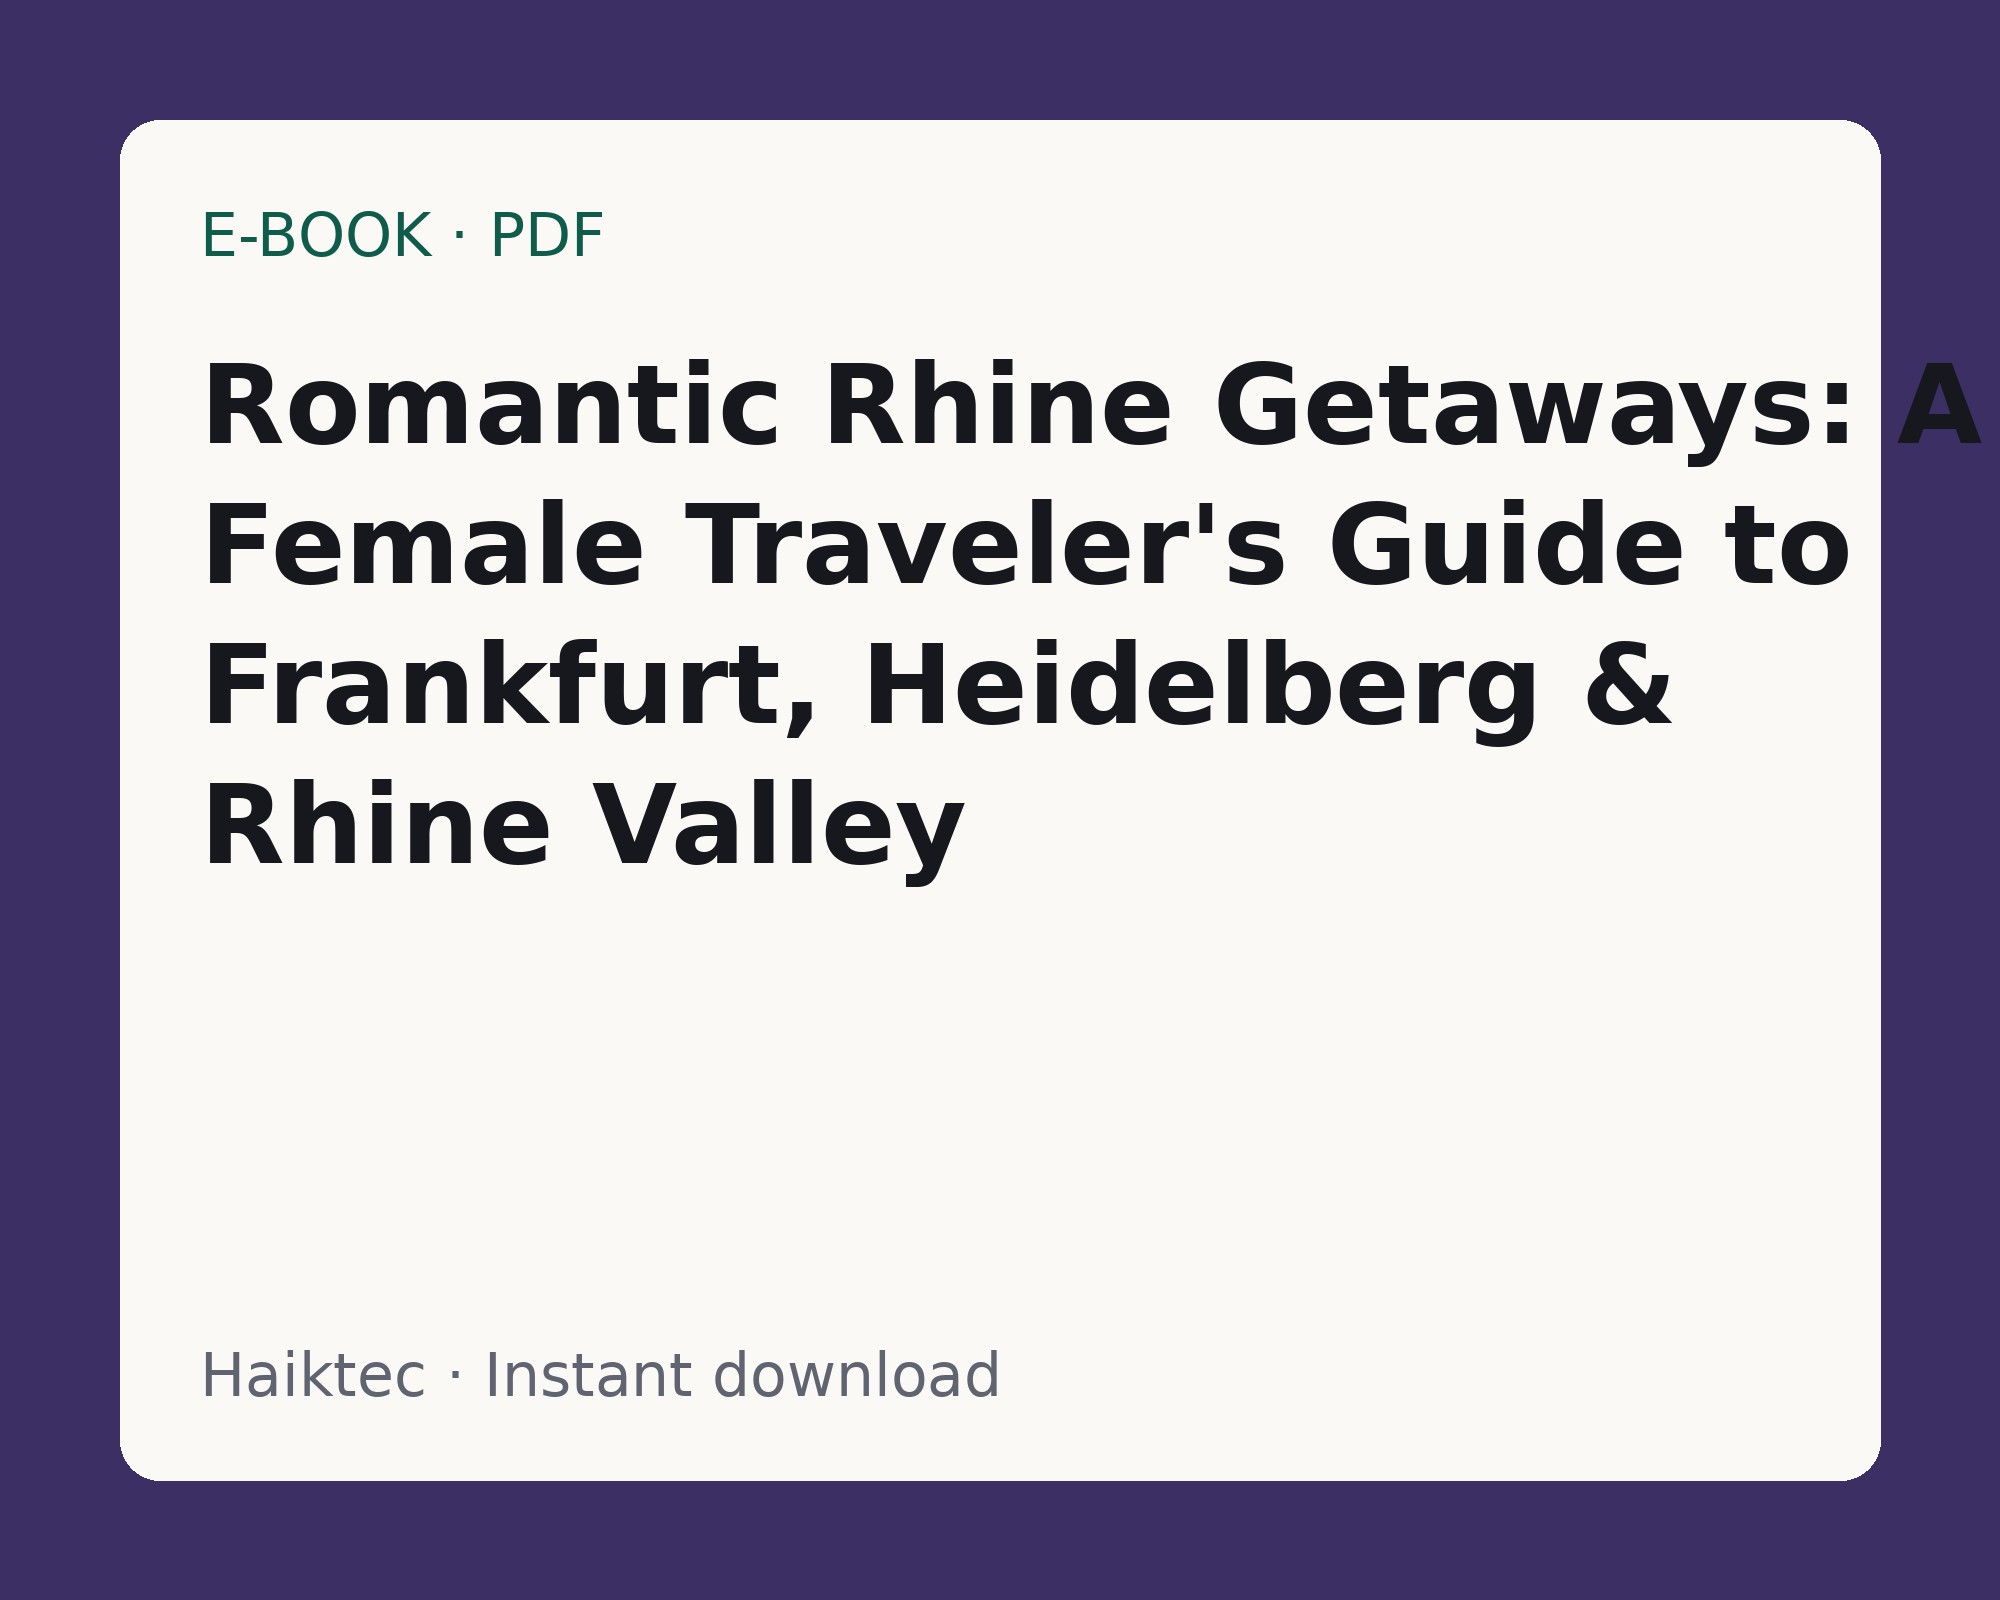 E-BOOK · PDF
Romantic Rhine Getaways: A
Female Traveler's Guide to
Frankfurt, Heidelberg &
Rhine Valley
Haiktec · Instant download